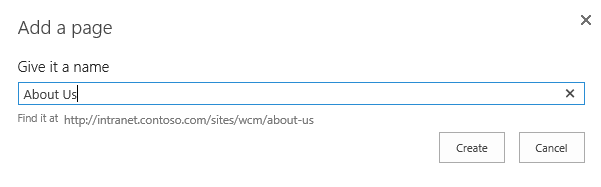 Add a page
Give it a name
About Us
Find it at http://intranet.contoso.com/sites/wcm/about-us
Create Cancel